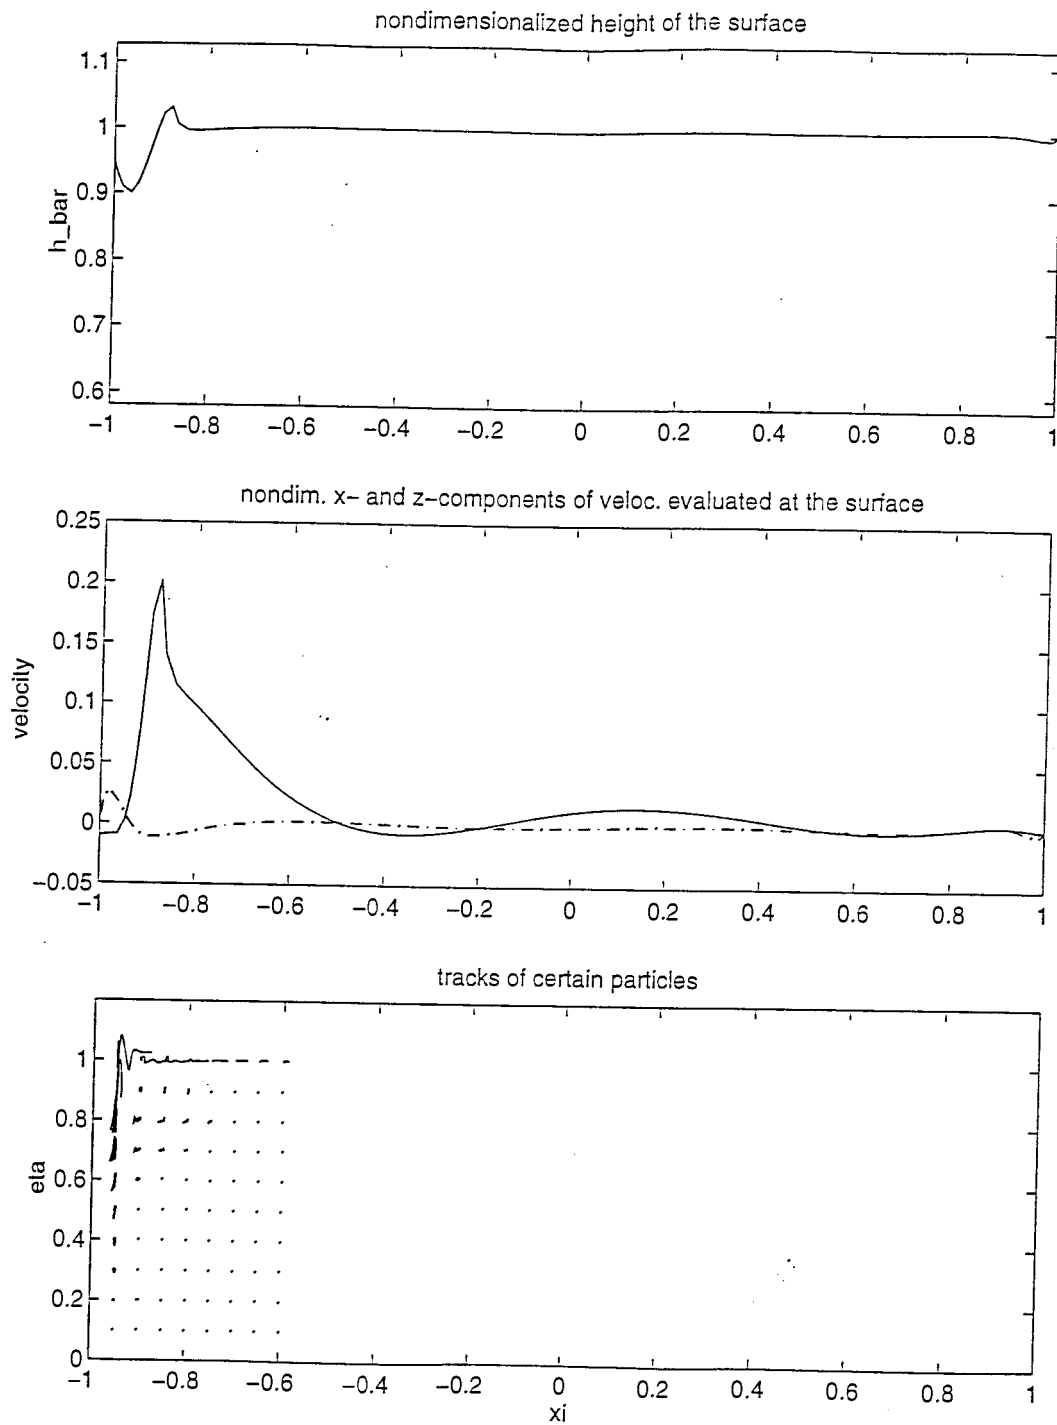 nondimensionalized height of the surface
1.1
1
0.9
0.8
0.7
0.6
h_bar
−1 −0.8 −0.6 −0.4 −0.2 0 0.2 0.4 0.6 0.8 1
nondim. x− and z−components of veloc. evaluated at the surface
0.25
0.2
0.15
0.1
0.05
0
−0.05
velocity
−1 −0.8 −0.6 −0.4 −0.2 0 0.2 0.4 0.6 0.8 1
tracks of certain particles
1
0.8
0.6
0.4
0.2
0
eta
−1 −0.8 −0.6 −0.4 −0.2 0 0.2 0.4 0.6 0.8 1
xi